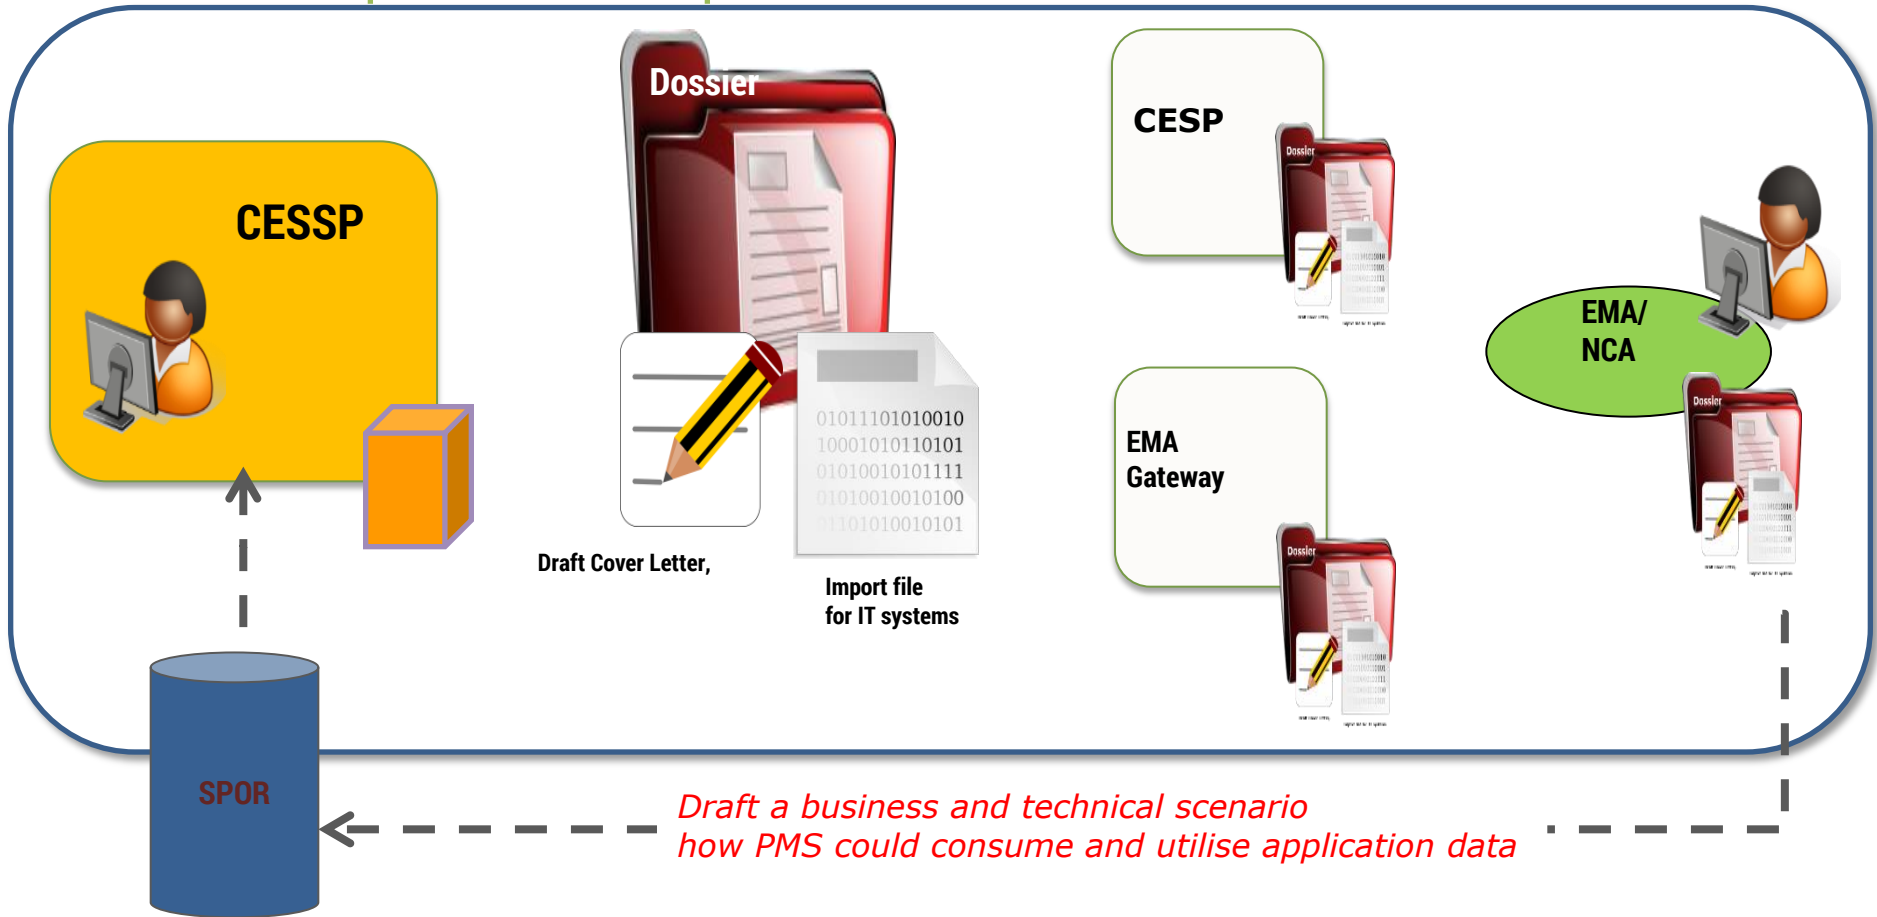 CESSP
Dossier
01011101010010
10001010110101
01010010101111
01010010010100
01101010010101
Draft Cover Letter,
Import file
for IT systems
CESP
Dossier
EMA
Gateway
Dossier
EMA/
NCA
Dossier
SPOR
Draft a business and technical scenario
how PMS could consume and utilise application data